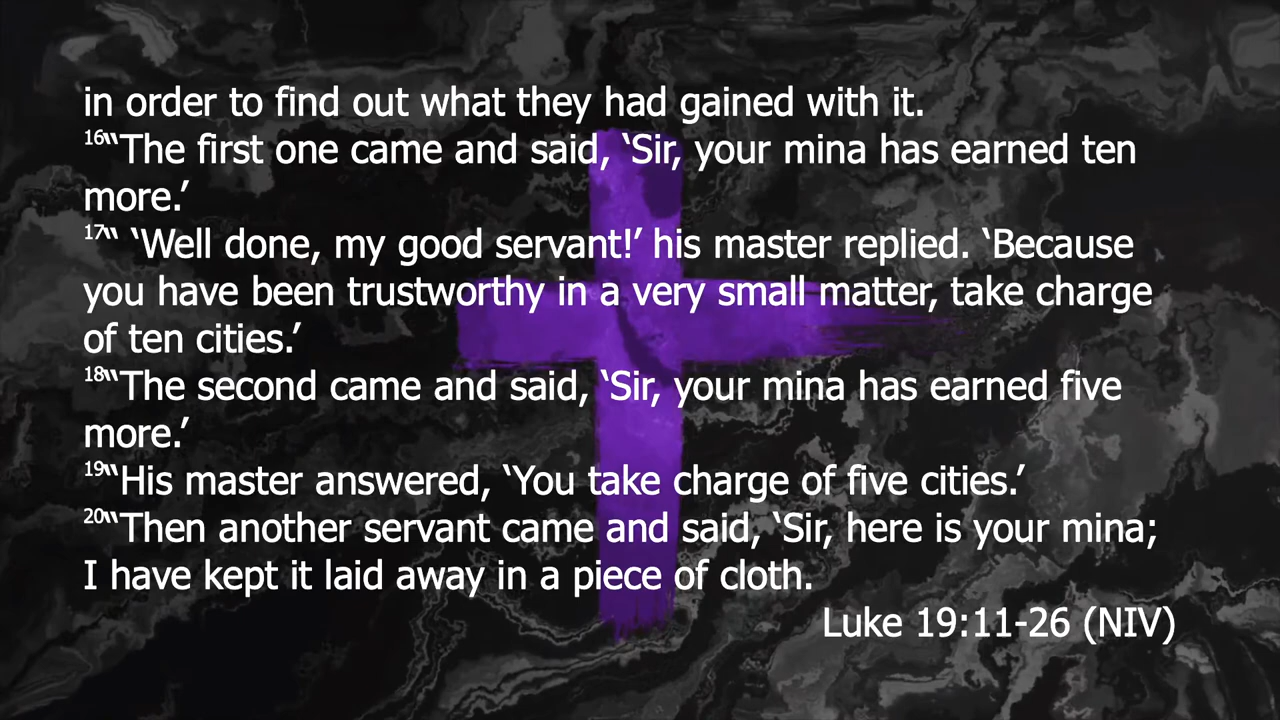 in order to find out what they had gained with it.
16“The first one came and said, ‘Sir, your mina has earned ten
more.’
17“ ‘Well done, my good servant!’ his master replied. ‘Because
you have been trustworthy in a very small matter, take charge
of ten cities.’
18“The second came and said, ‘Sir, your mina has earned five
more.’
19“His master answered, ‘You take charge of five cities.’
20“Then another servant came and said, ‘Sir, here is your mina;
I have kept it laid away in a piece of cloth.
Luke 19:11-26 (NIV)